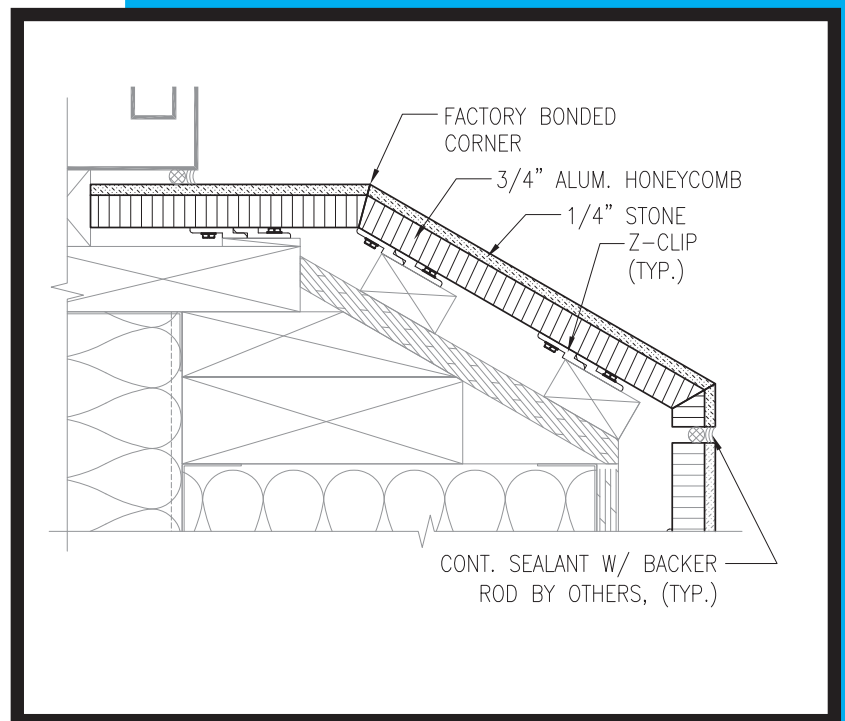 FACTORY BONDED
CORNER
3/4” ALUM. HONEYCOMB
1/4” STONE
Z-CLIP
(TYP.)
CONT. SEALANT W/ BACKER
ROD BY OTHERS, (TYP.)